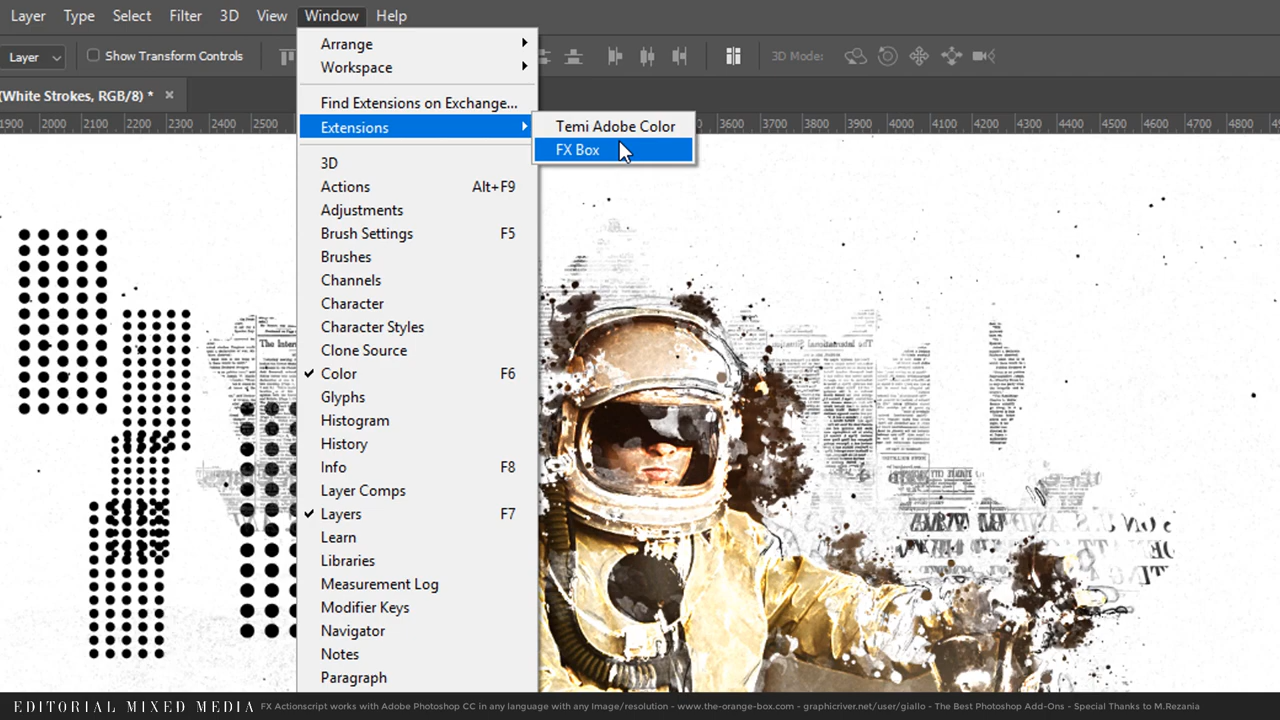 Layer Type Select Filter 3D View Window Help
Layer Show Transform Controls 3D Mode:
(White Strokes, RGB/8) * ×
1900 2000 2100 2200 2300 2400 2500 3600 3700 3800 3900 4000 4100 4200 4300 4400 4500 4600 4700 4800
Arrange
Workspace
Find Extensions on Exchange...
Extensions
Temi Adobe Color
FX Box
3D
Actions Alt+F9
Adjustments
Brush Settings F5
Brushes
Channels
Character
Character Styles
Clone Source
Color F6
Glyphs
Histogram
History
Info F8
Layer Comps
Layers F7
Learn
Libraries
Measurement Log
Modifier Keys
Navigator
Notes
Paragraph
EDITORIAL MIXED MEDIA FX Actionscript works with Adobe Photoshop CC in any language with any Image/resolution - www.the-orange-box.com - graphicriver.net/user/giallo - The Best Photoshop Add-Ons - Special Thanks to M.Rezania